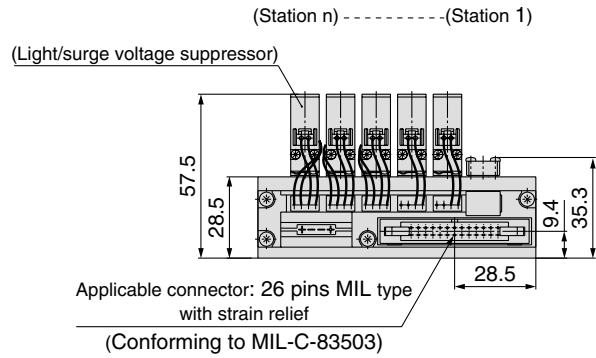 (Station n) - - - - - - - - - - -(Station 1)
(Light/surge voltage suppressor)
57.5
28.5
9.4
35.3
28.5
Applicable connector: 26 pins MIL type
with strain relief
(Conforming to MIL-C-83503)